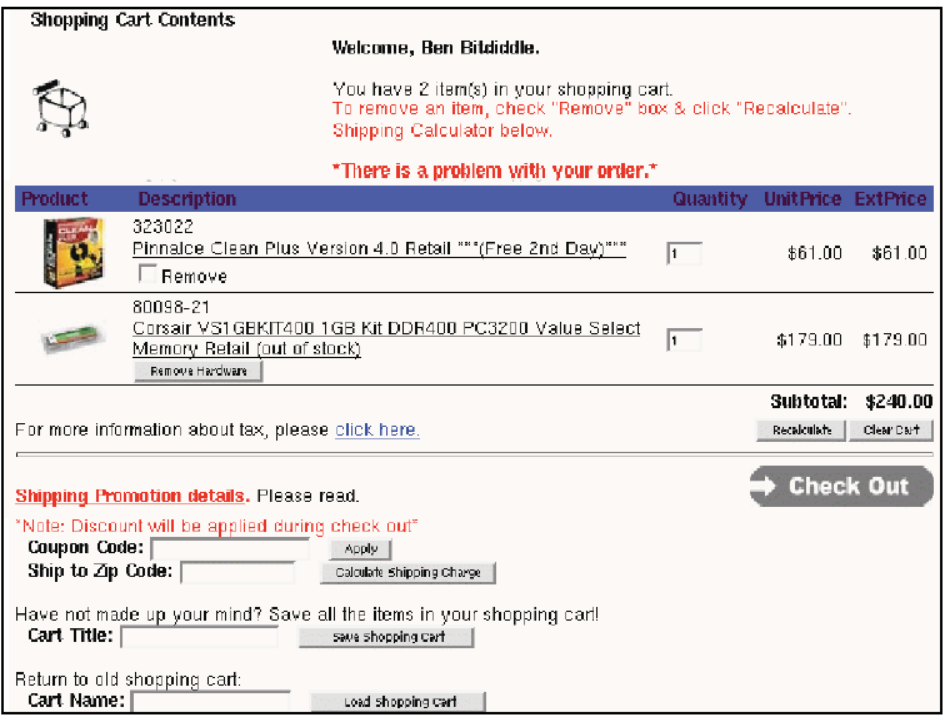 Shopping Cart Contents
Welcome, Ben Bitdiddle.
You have 2 item(s) in your shopping cart.
To remove an item, check "Remove" box & click "Recalculate".
Shipping Calculator below.
*There is a problem with your order.*
Product Description Quantity UnitPrice ExtPrice
323022
Pinnalce Clean Plus Version 4.0 Retail """(Free 2nd Day)""" 1 $61.00 $61.00
Remove
80098-21
Corsair VS1GBKIT400 1GB Kit DDR400 PC3200 Value Select
Memory Retail (out of stock) 1 $179.00 $179.00
Remove Hardware
Subtotal: $240.00
For more information about tax, please click here. Recalculate Clear Cart
Check Out
Shipping Promotion details. Please read.
*Note: Discount will be applied during check out*
Coupon Code: Apply
Ship to Zip Code: Calculate Shipping Charge
Have not made up your mind? Save all the items in your shopping cart!
Cart Title: Save Shopping Cart
Return to old shopping cart:
Cart Name: Load Shopping Cart